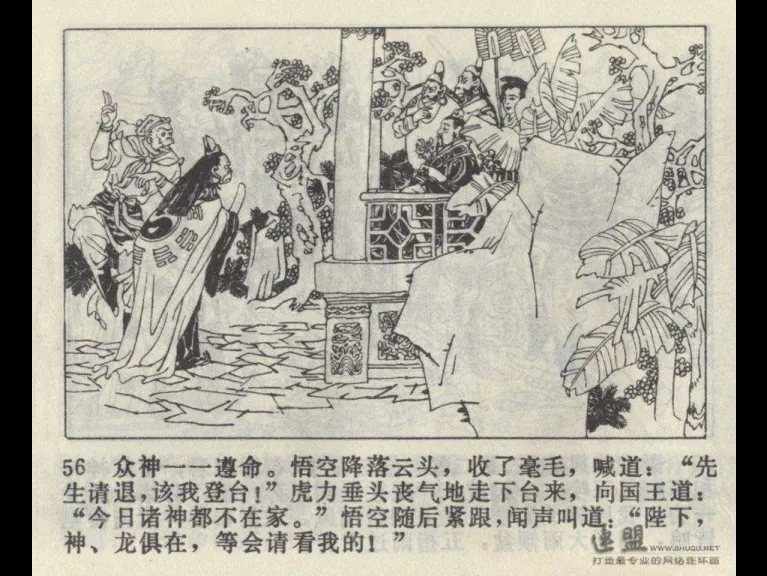 56 众神一一遵命。悟空降落云头，收了毫毛，喊道：“先
生请退，该我登台！”虎力垂头丧气地走下台来，向国王道：
“今日诸神都不在家。”悟空随后紧跟，闻声叫道：“陛下，
神、龙俱在，等会请看我的！”
连盟 WWW.SHUQU.NET
打造最专业的网络连环画